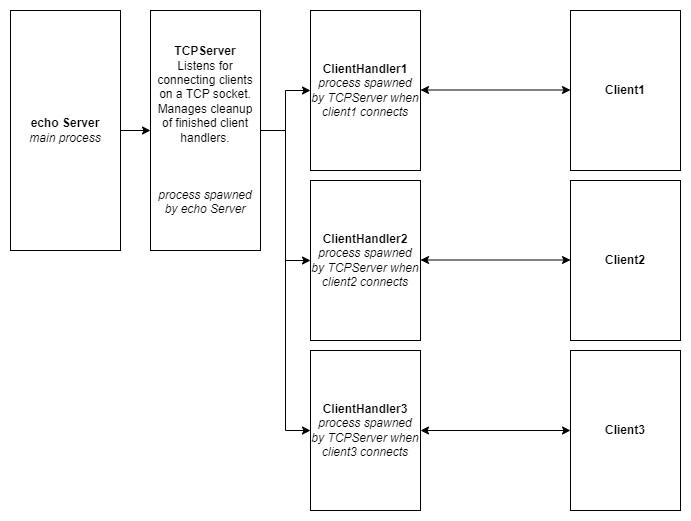 echo Server
main process
TCPServer
Listens for
connecting clients
on a TCP socket.
Manages cleanup
of finished client
handlers.
process spawned
by echo Server
ClientHandler1
process spawned
by TCPServer when
client1 connects
Client1
ClientHandler2
process spawned
by TCPServer when
client2 connects
Client2
ClientHandler3
process spawned
by TCPServer when
client3 connects
Client3